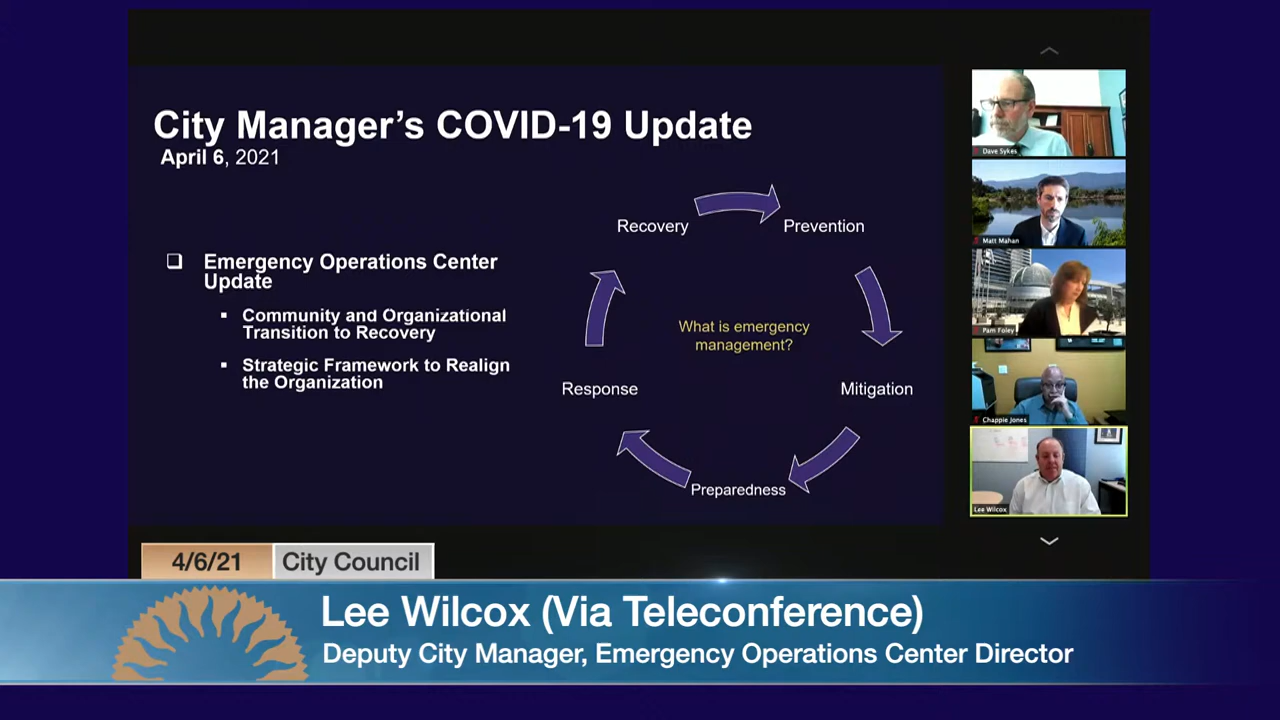 City Manager's COVID-19 Update
April 6, 2021
❑ Emergency Operations Center
Update
▪ Community and Organizational
Transition to Recovery
▪ Strategic Framework to Realign
the Organization
Recovery
Prevention
What is emergency
management?
Response
Mitigation
Preparedness
Dave Sykes
Matt Mahan
Pam Foley
Chappie Jones
Lee Wilcox
4/6/21
City Council
Lee Wilcox (Via Teleconference)
Deputy City Manager, Emergency Operations Center Director